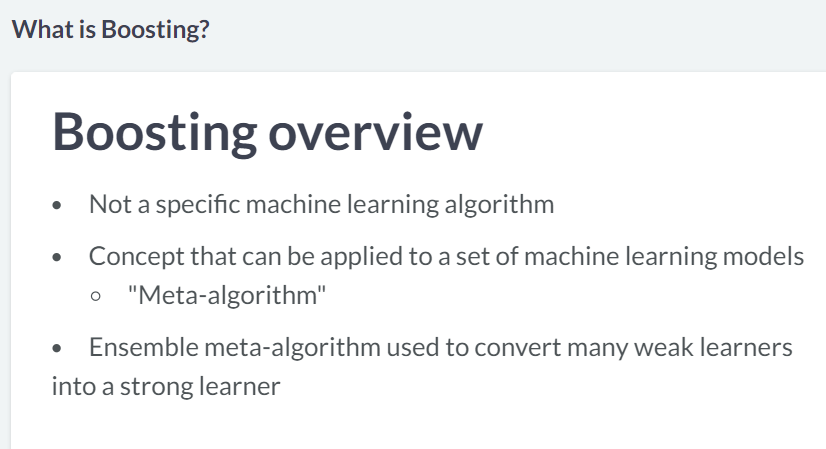 What is Boosting?
Boosting overview
• Not a specific machine learning algorithm
• Concept that can be applied to a set of machine learning models
○ "Meta-algorithm"
• Ensemble meta-algorithm used to convert many weak learners
into a strong learner